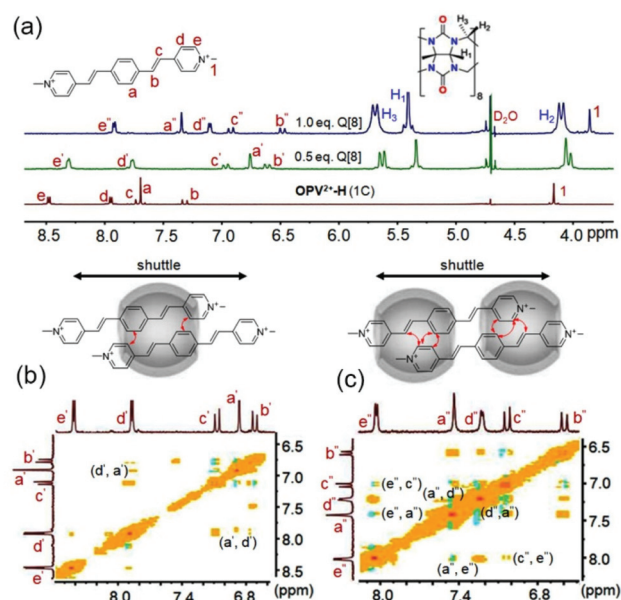 (a)
N⁺ a b c d e N⁺ 1
O H₃ H₂
N N N N
H₁
N N N N
O 8
e" a" d" c" b" 1.0 eq. Q[8] H₃ H₁ D₂O H₂ 1
e' d' c' a' b' 0.5 eq. Q[8]
e d a c b OPV²⁺-H (1C) 1
8.5 8.0 7.5 7.0 6.5 6.0 5.5 5.0 4.5 4.0 ppm
shuttle
N⁺
N⁺
N⁺
N⁺
shuttle
N⁺
N⁺
N⁺
N⁺
(b)
e' d' c' a' b'
b'
a'
c'
d'
e'
(d', a')
(a', d')
6.5
7.0
7.5
8.0
8.5
8.0 7.4 6.8 (ppm)
(c)
e" a" d" c" b"
b"
c"
d"
a"
e"
(e", c")
(a", d")
(e", a")
(d",a")
(a", e")
(c", e")
6.5
7.0
7.5
8.0
8.0 7.2 6.4 (ppm)